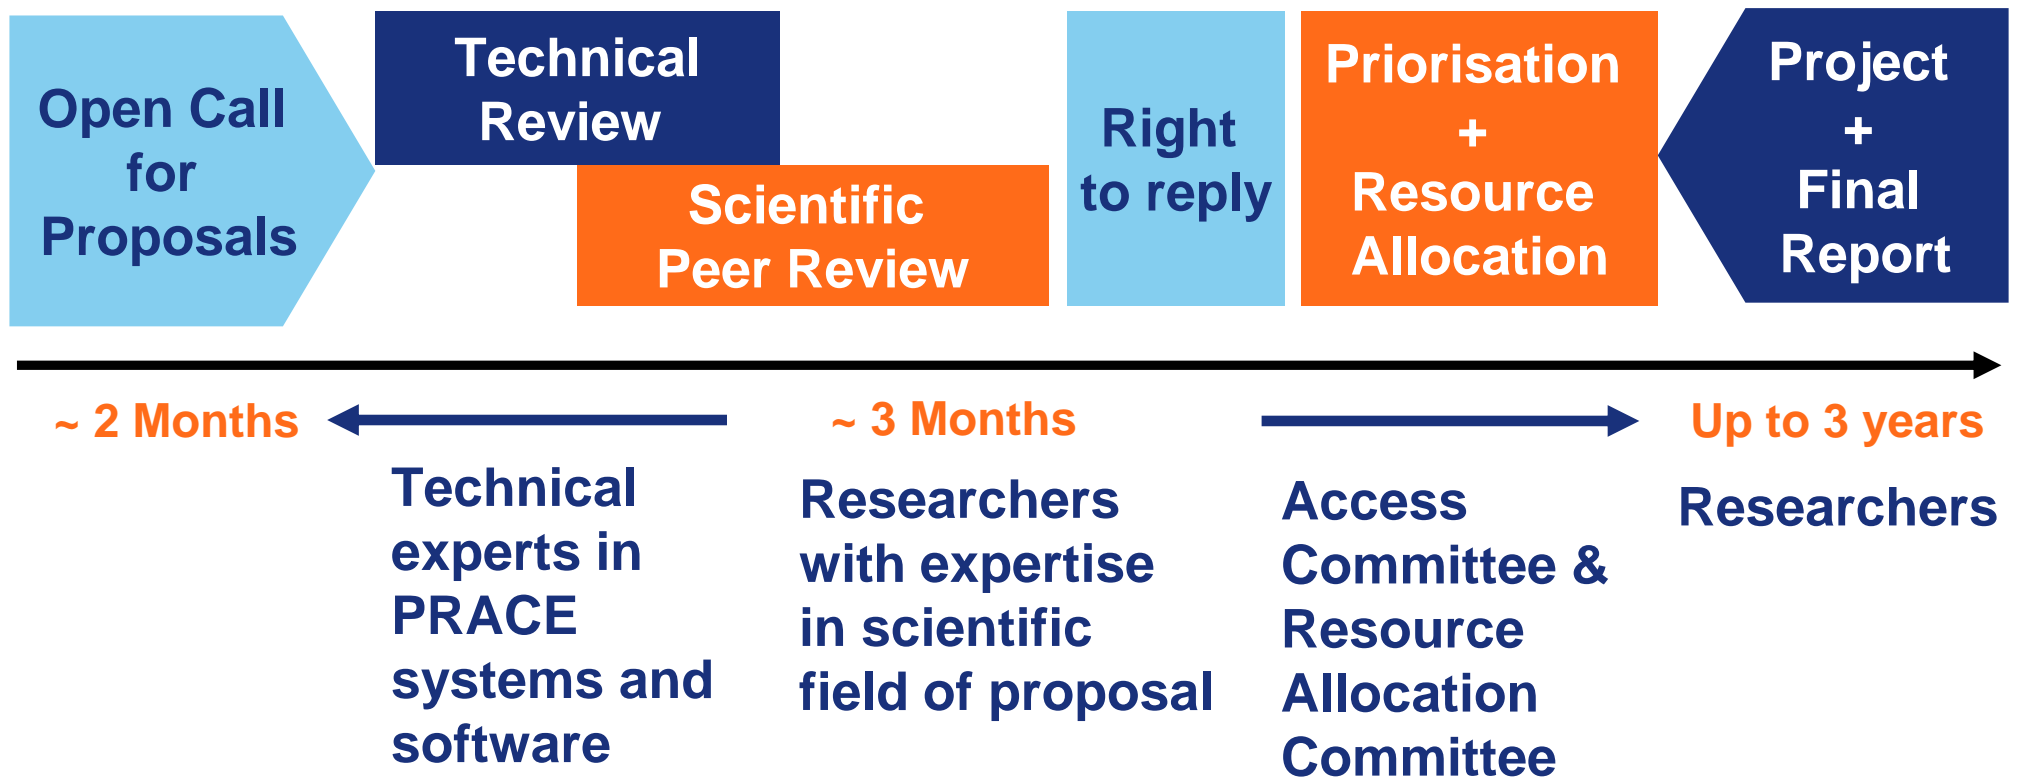 Open Call
for
Proposals
Technical
Review
Scientific
Peer Review
Right
to reply
Priorisation
+
Resource
Allocation
Project
+
Final
Report
~ 2 Months
~ 3 Months
Up to 3 years
Technical
experts in
PRACE
systems and
software
Researchers
with expertise
in scientific
field of proposal
Access
Committee &
Resource
Allocation
Committee
Researchers